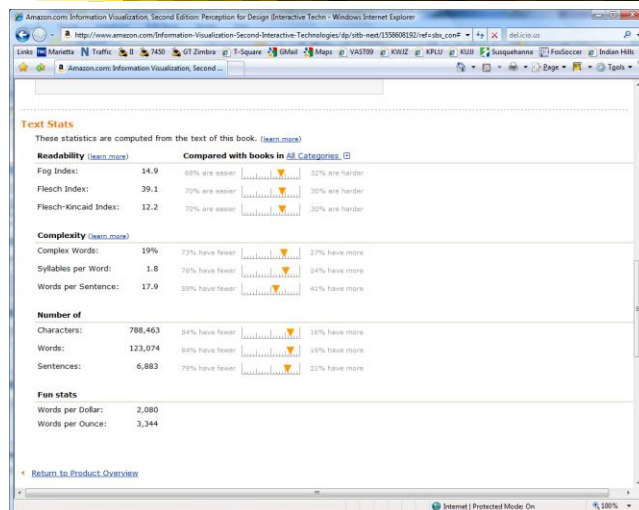 Amazon.com: Information Visualization, Second Edition: Perception for Design (Interactive Techn - Windows Internet Explorer
http://www.amazon.com/Information-Visualization-Second-Interactive-Technologies/dp/sitb-next/1558608192/ref=sbx_con# del.icio.us
Links Marietta Traffic II 7450 GT Zimbra T-Square GMail Maps VAST09 KWJZ KPLU KUJJ Susquehanna FoxSoccer Indian Hills
Amazon.com: Information Visualization, Second ... Page Tools
Text Stats
These statistics are computed from the text of this book. (learn more)
Readability (learn more) Compared with books in All Categories
Fog Index: 14.9 68% are easier 32% are harder
Flesch Index: 39.1 70% are easier 30% are harder
Flesch-Kincaid Index: 12.2 70% are easier 30% are harder
Complexity (learn more)
Complex Words: 19% 73% have fewer 27% have more
Syllables per Word: 1.8 76% have fewer 24% have more
Words per Sentence: 17.9 59% have fewer 41% have more
Number of
Characters: 788,463 84% have fewer 16% have more
Words: 123,074 84% have fewer 16% have more
Sentences: 6,883 79% have fewer 21% have more
Fun stats
Words per Dollar: 2,080
Words per Ounce: 3,344
Return to Product Overview
Internet | Protected Mode: On 100%